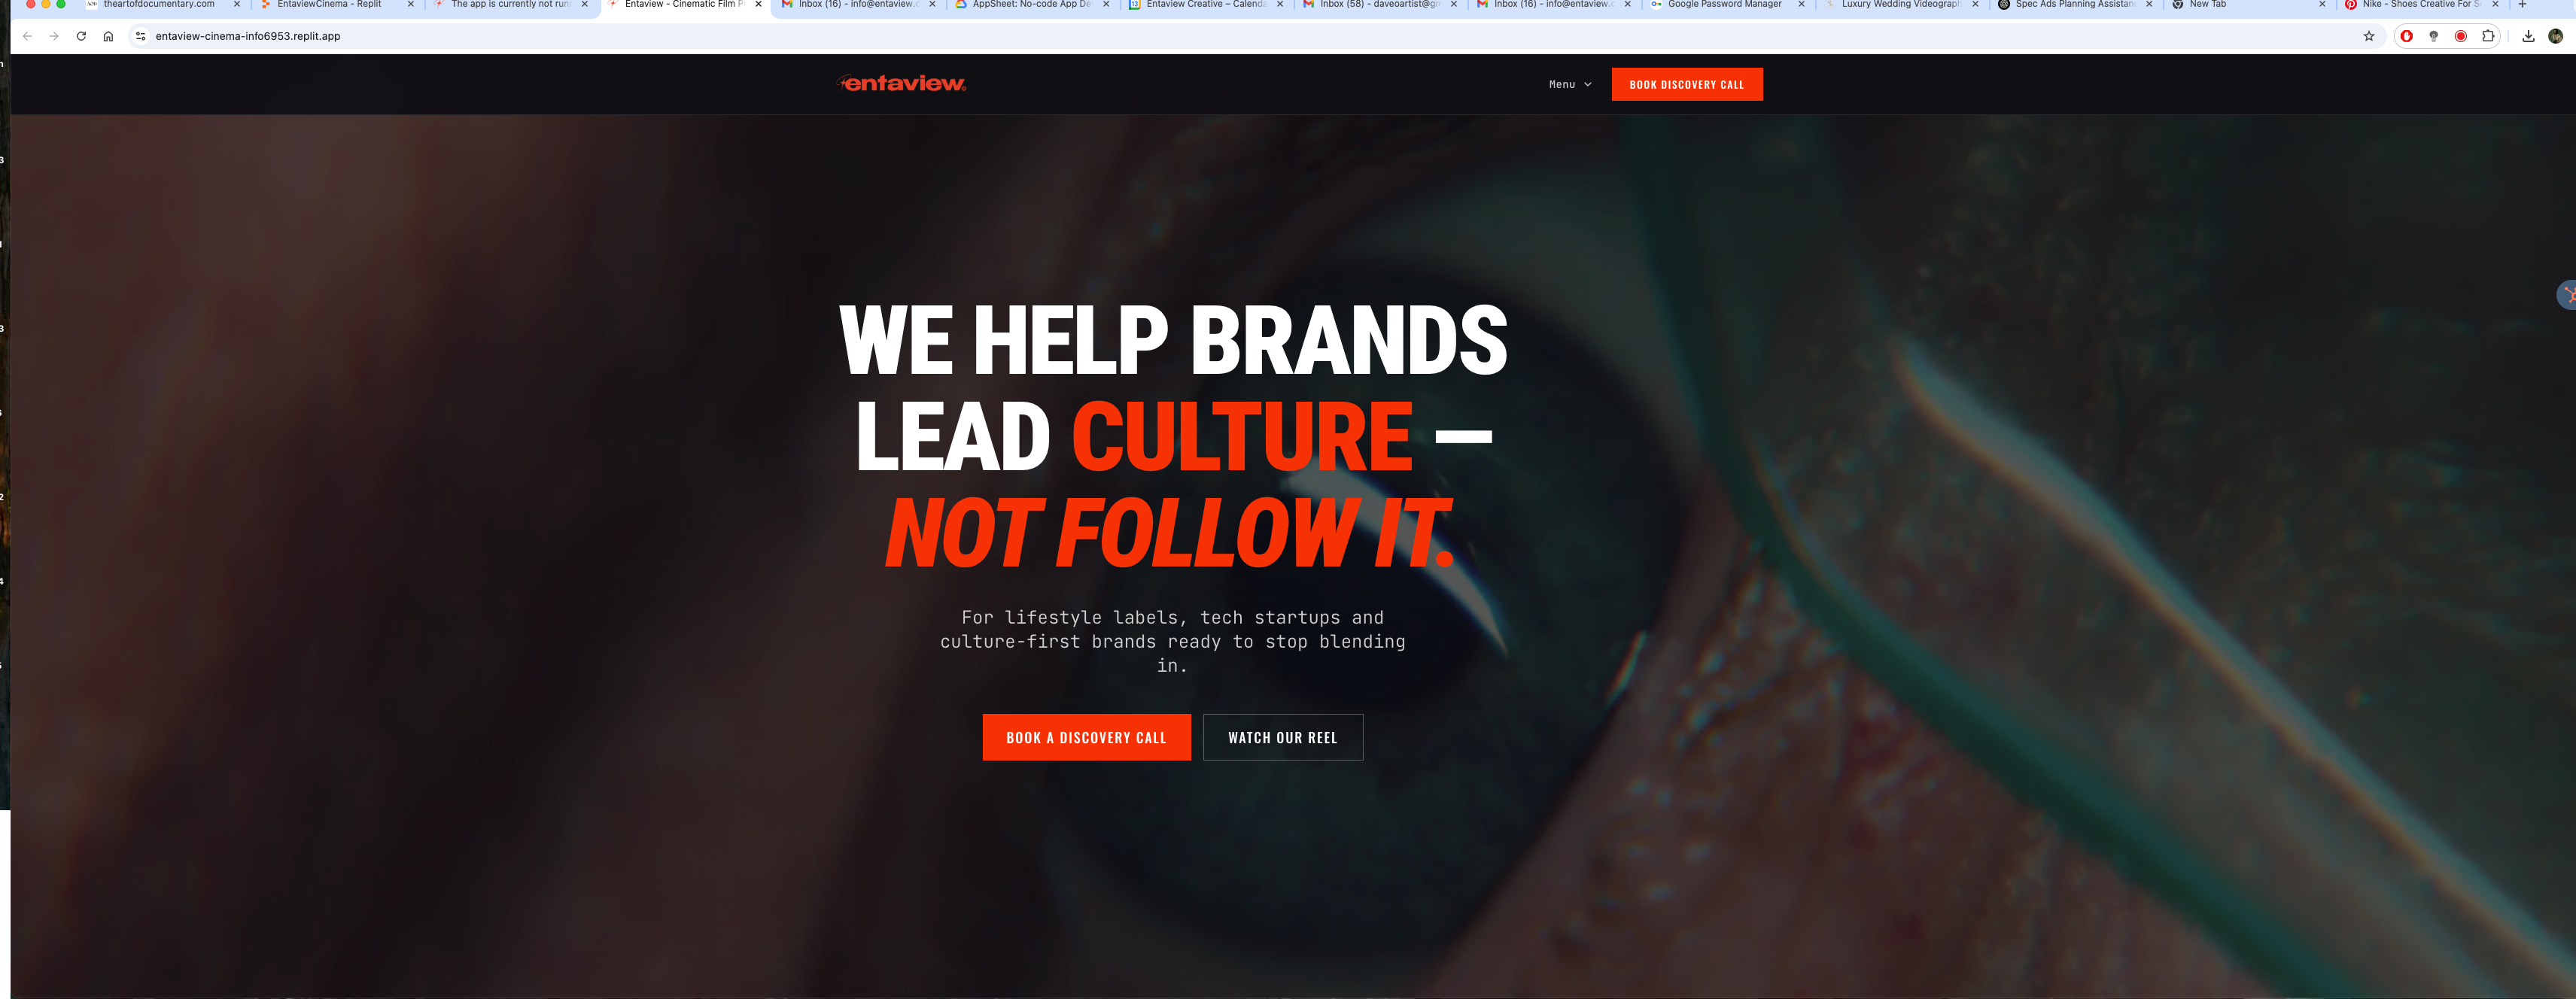 theartofdocumentary.com
EntaviewCinema - Replit
The app is currently not run
Entaview - Cinematic Film P
Inbox (16) - info@entaview.c
AppSheet: No-code App De
Entaview Creative – Calenda
Inbox (58) - daveoartist@gm
Inbox (16) - info@entaview.c
Google Password Manager
Luxury Wedding Videograph
Spec Ads Planning Assistan
New Tab
Nike - Shoes Creative For S
entaview-cinema-info6953.replit.app
entaview
Menu
BOOK DISCOVERY CALL
WE HELP BRANDS
LEAD CULTURE —
NOT FOLLOW IT.
For lifestyle labels, tech startups and
culture-first brands ready to stop blending
in.
BOOK A DISCOVERY CALL
WATCH OUR REEL